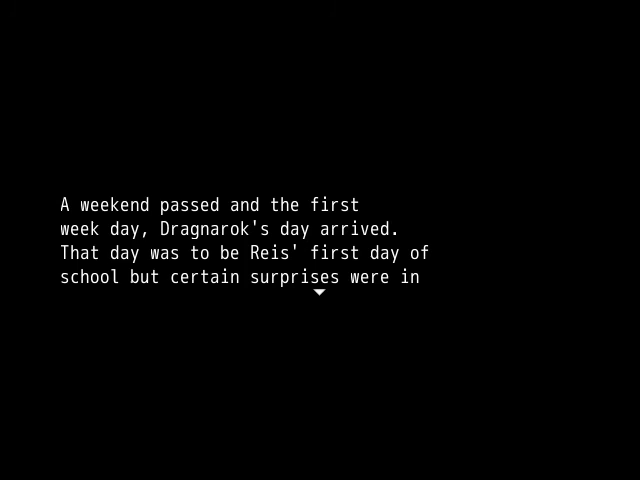 A weekend passed and the first
week day, Dragnarok's day arrived.
That day was to be Reis' first day of
school but certain surprises were in